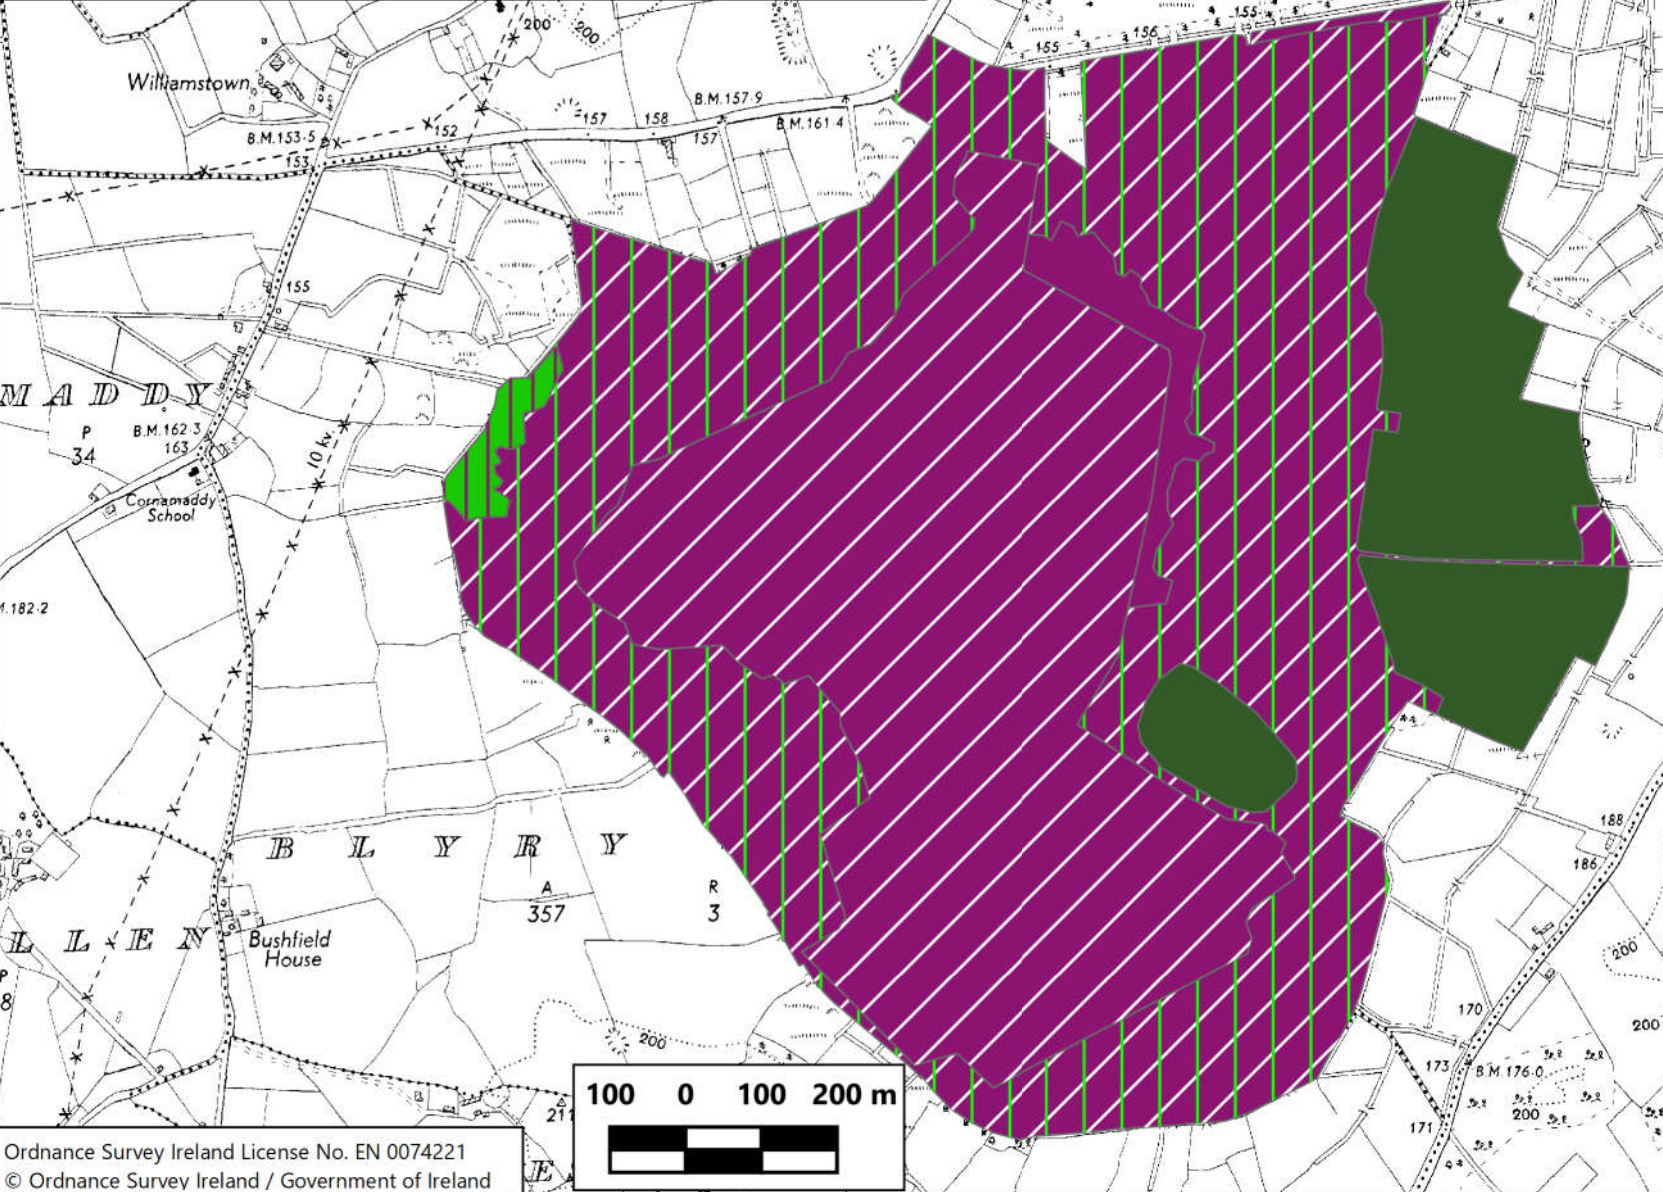 200
200
155
156
155
Williamstown
B.M.157·9
157
158
157
B.M.161·4
B.M.153·5
152
153
155
MADDY
P
34
B.M.162·3
163
10 kv.
Cornamaddy
School
M.182·2
BLYRY
A
357
R
3
188
186
LLEN
Bushfield
House
P
8
200
170
200
200
173
B.M.176·0
200
171
211
E
100 0 100 200 m
Ordnance Survey Ireland License No. EN 0074221
© Ordnance Survey Ireland / Government of Ireland